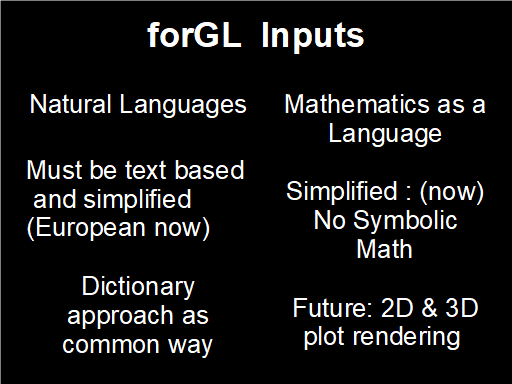 forGL Inputs
Natural Languages
Must be text based
and simplified
(European now)
Dictionary
approach as
common way
Mathematics as a
Language
Simplified : (now)
No Symbolic
Math
Future: 2D & 3D
plot rendering